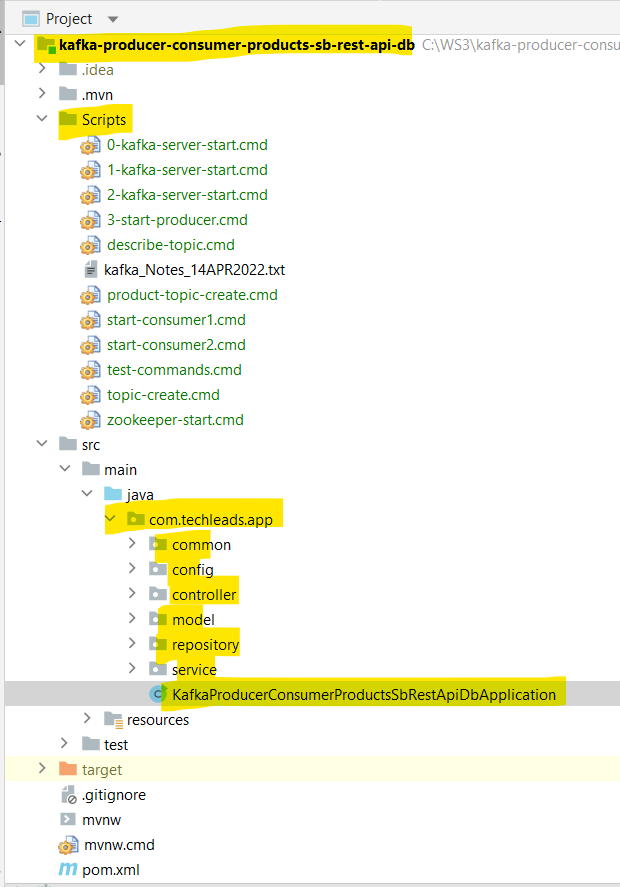 Project
kafka-producer-consumer-products-sb-rest-api-db C:\WS3\kafka-producer-consu
.idea
.mvn
Scripts
0-kafka-server-start.cmd
1-kafka-server-start.cmd
2-kafka-server-start.cmd
3-start-producer.cmd
describe-topic.cmd
kafka_Notes_14APR2022.txt
product-topic-create.cmd
start-consumer1.cmd
start-consumer2.cmd
test-commands.cmd
topic-create.cmd
zookeeper-start.cmd
src
main
java
com.techleads.app
common
config
controller
model
repository
service
KafkaProducerConsumerProductsSbRestApiDbApplication
resources
test
target
.gitignore
mvnw
mvnw.cmd
pom.xml